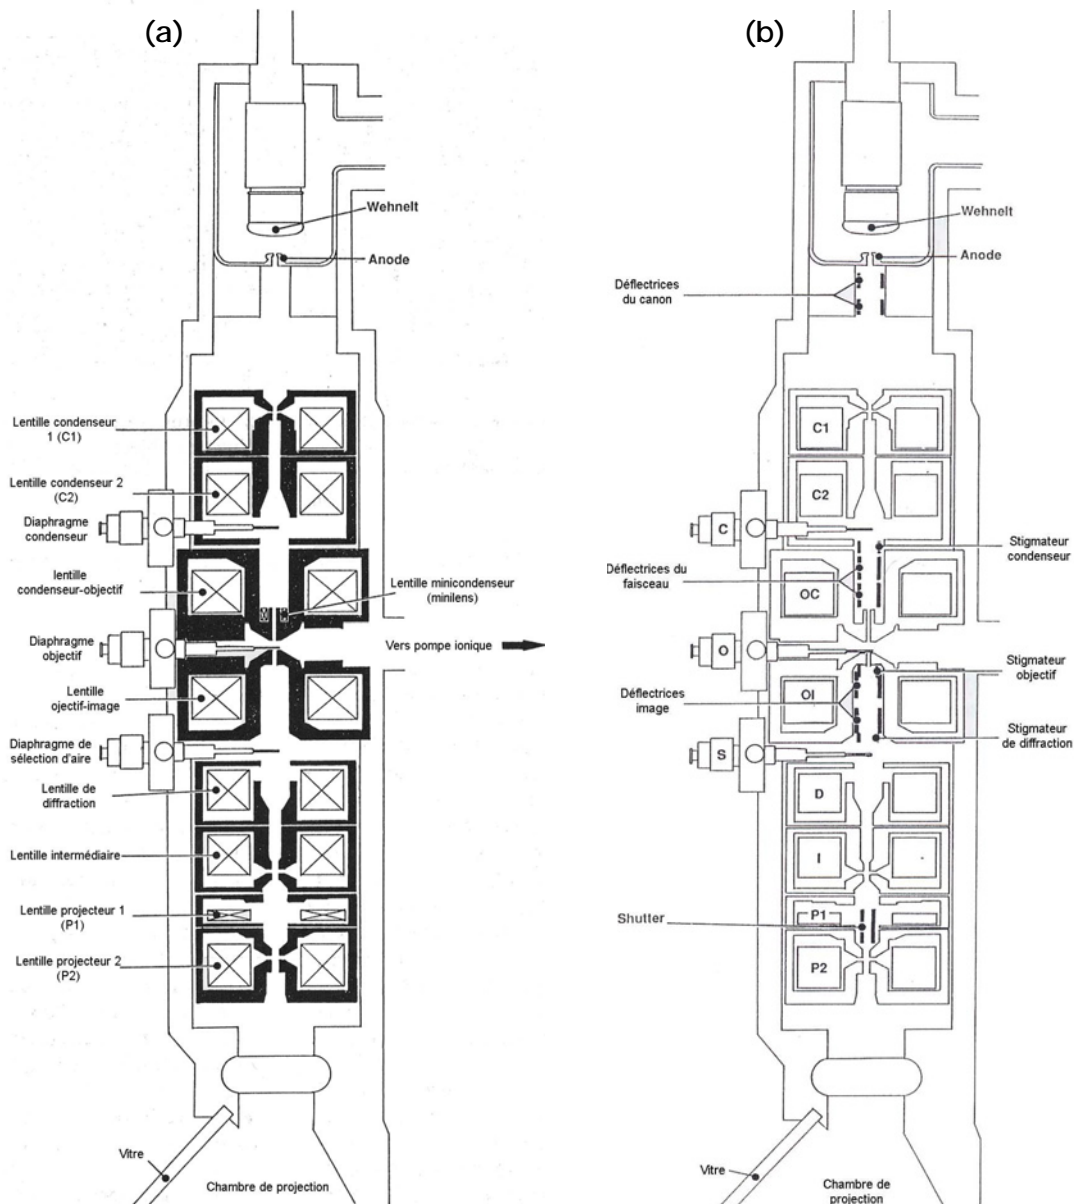 (a)
Wehnelt
Anode
Lentille condenseur
1 (C1)
Lentille condenseur 2
(C2)
Diaphragme
condenseur
lentille
condenseur-objectif
Lentille minicondenseur
(minilens)
Diaphragme
objectif
Vers pompe ionique
Lentille
ojectif-image
Diaphragme de
sélection d'aire
Lentille de
diffraction
Lentille intermédiaire
Lentille projecteur 1
(P1)
Lentille projecteur 2
(P2)
Vitre
Chambre de projection
(b)
Wehnelt
Anode
Déflectrices
du canon
C1
C2
C
Stigmateur
condenseur
Déflectrices du
faisceau
OC
O
Stigmateur
objectif
Déflectrices
image
OI
Stigmateur
de diffraction
S
D
I
Shutter
P1
P2
Vitre
Chambre de
projection